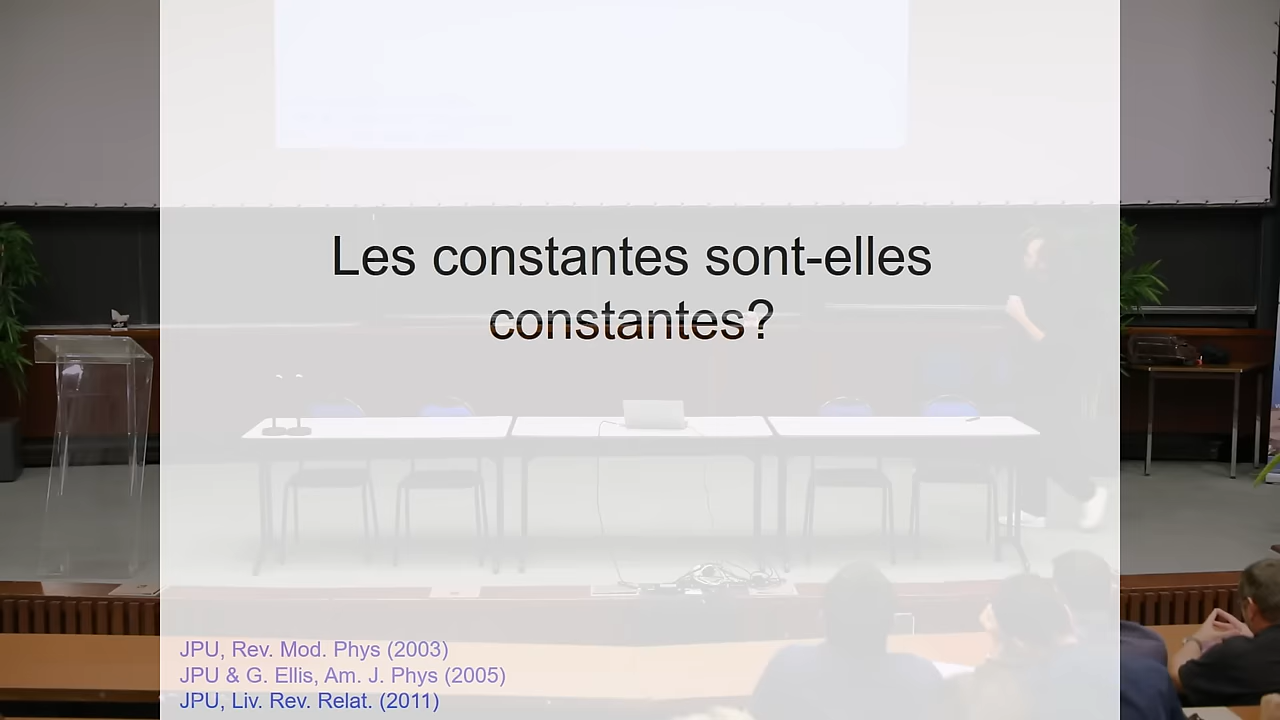 Les constantes sont-elles
constantes?
JPU, Rev. Mod. Phys (2003)
JPU & G. Ellis, Am. J. Phys (2005)
JPU, Liv. Rev. Relat. (2011)